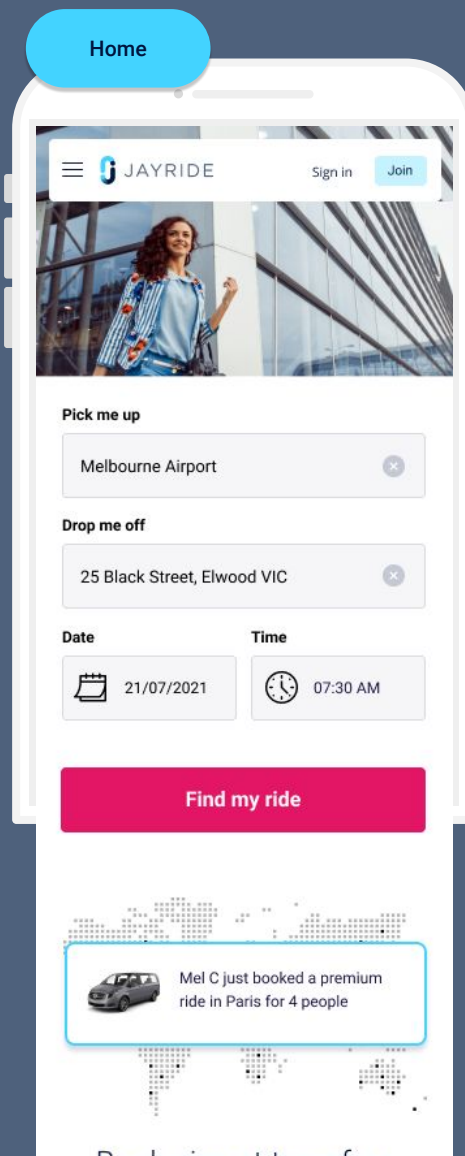 Home
JAYRIDE
Sign in
Join
Pick me up
Melbourne Airport
Drop me off
25 Black Street, Elwood VIC
Date
Time
21/07/2021
07:30 AM
Find my ride
Mel C just booked a premium
ride in Paris for 4 people